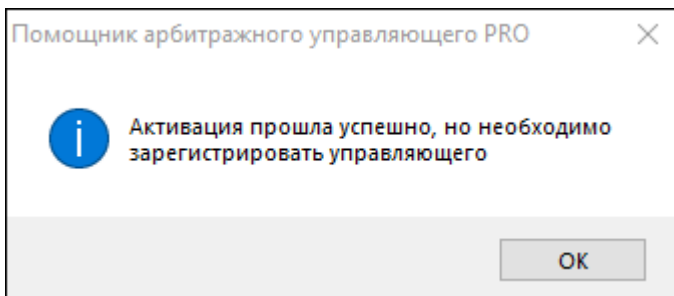 Помощник арбитражного управляющего PRO
Активация прошла успешно, но необходимо
зарегистрировать управляющего
OK